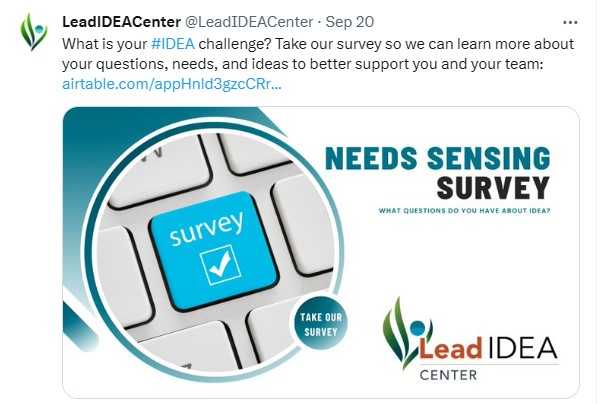 LeadIDEACenter @LeadIDEACenter · Sep 20
What is your #IDEA challenge? Take our survey so we can learn more about
your questions, needs, and ideas to better support you and your team:
airtable.com/appHnld3gzcCRr...
NEEDS SENSING
SURVEY
WHAT QUESTIONS DO YOU HAVE ABOUT IDEA?
survey
TAKE OUR
SURVEY
Lead IDEA
CENTER